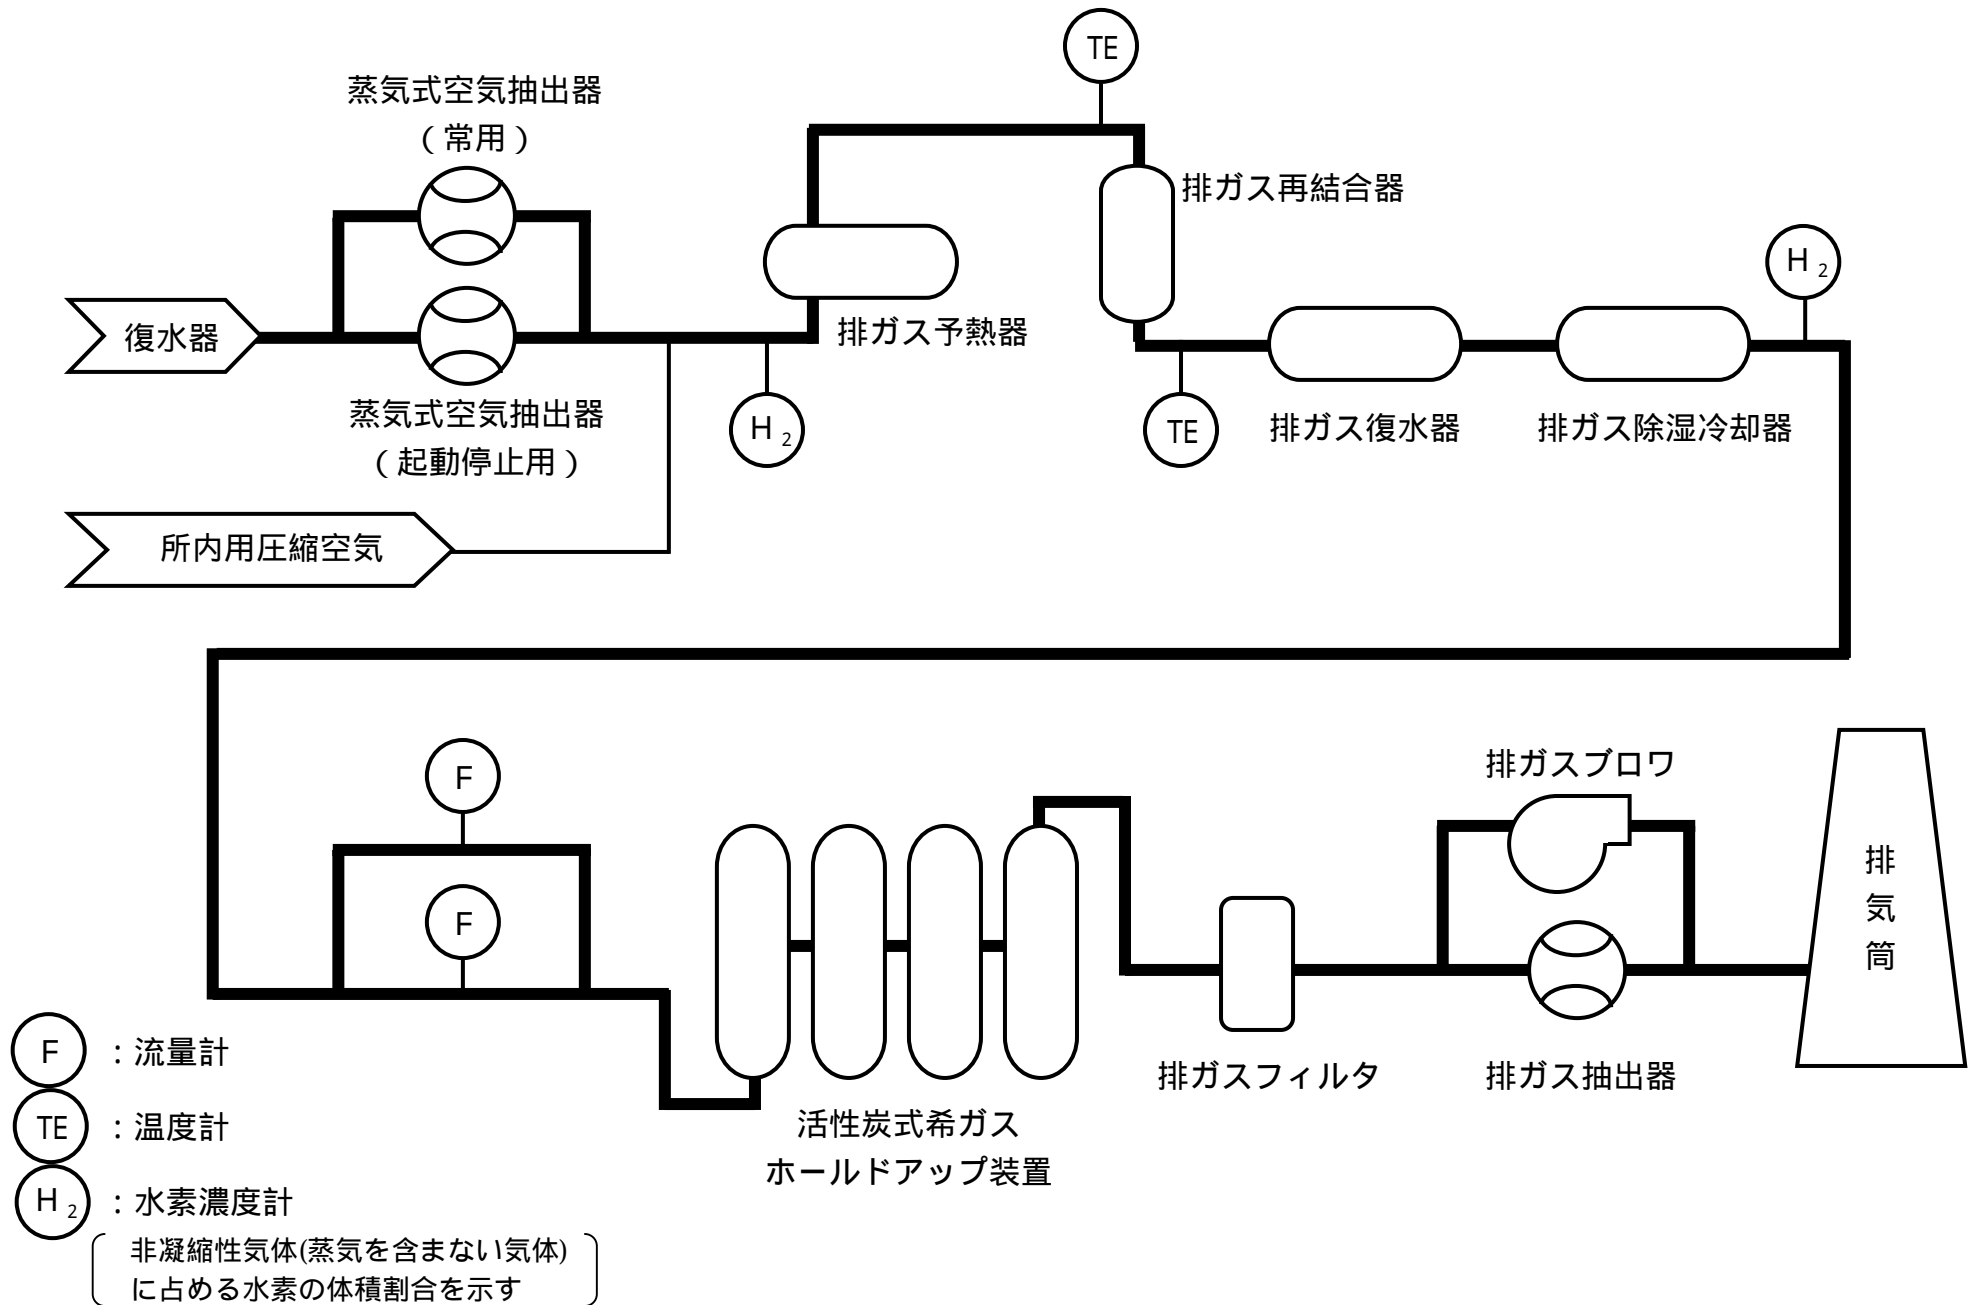 TE
蒸気式空気抽出器
（常用）
排ガス再結合器
H2
復水器
排ガス予熱器
蒸気式空気抽出器
（起動停止用）
H2
TE
排ガス復水器
排ガス除湿冷却器
所内用圧縮空気
F
F
排ガスブロワ
排気筒
排ガスフィルタ
排ガス抽出器
活性炭式希ガス
ホールドアップ装置
F ：流量計
TE ：温度計
H2 ：水素濃度計
非凝縮性気体(蒸気を含まない気体)
に占める水素の体積割合を示す